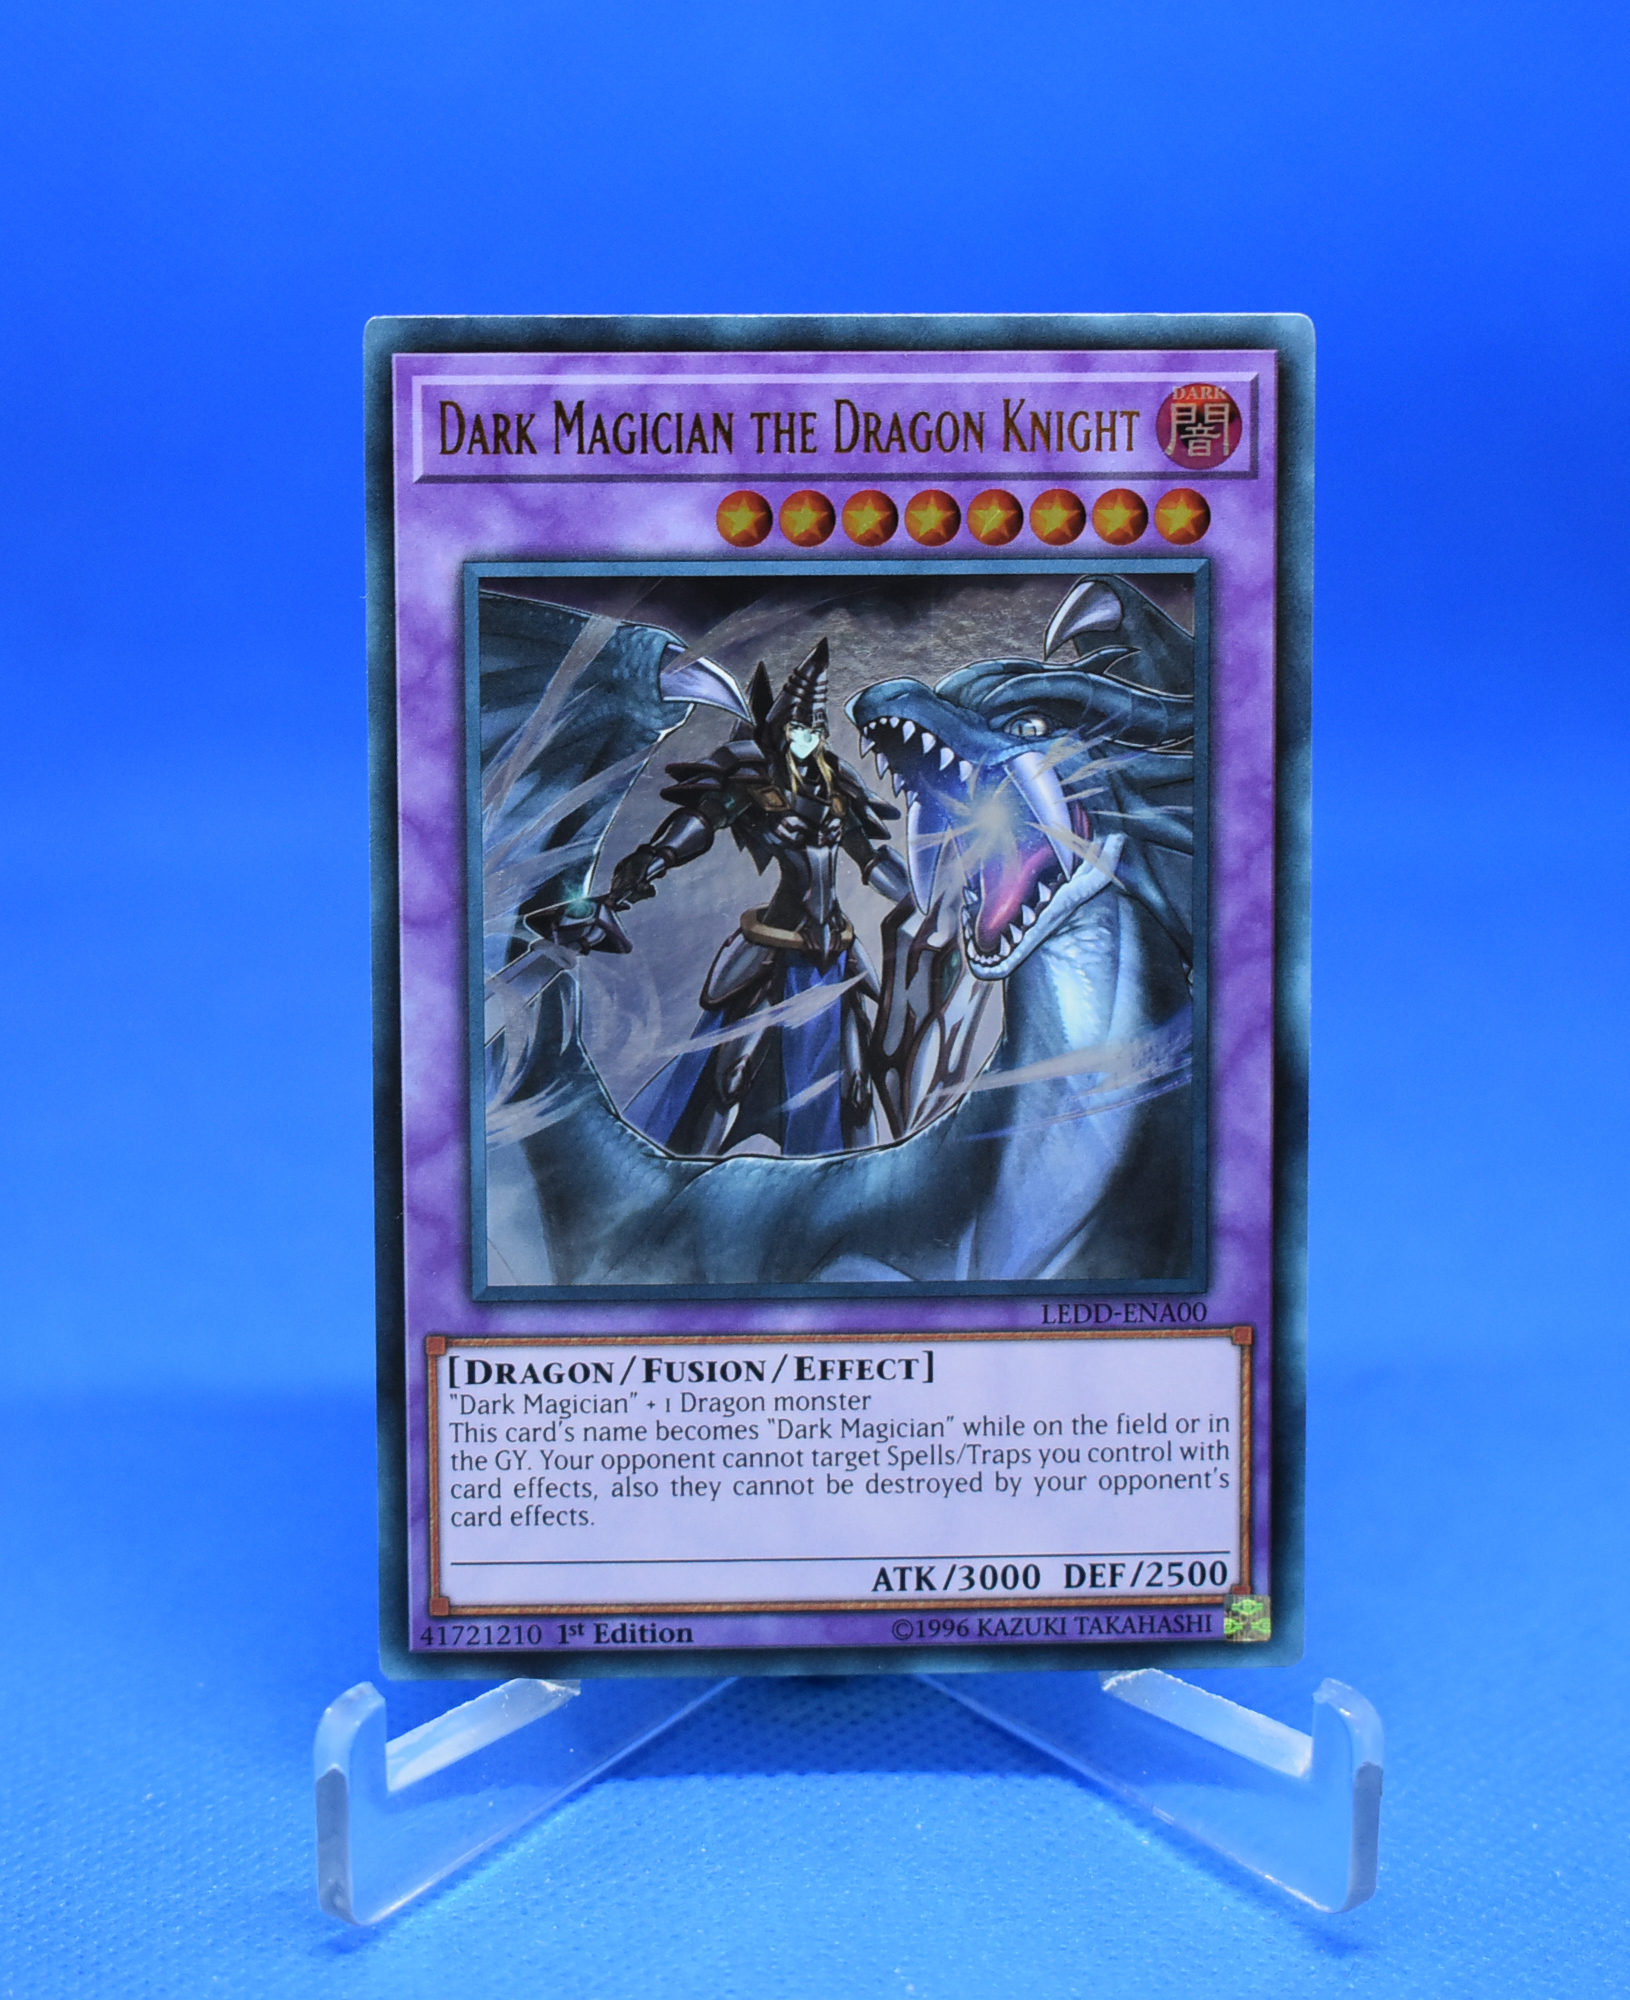 DARK MAGICIAN THE DRAGON KNIGHT
DARK
闇
LEDD-ENA00
[DRAGON/FUSION/EFFECT]
"Dark Magician" + 1 Dragon monster
This card's name becomes "Dark Magician" while on the field or in
the GY. Your opponent cannot target Spells/Traps you control with
card effects, also they cannot be destroyed by your opponent's
card effects.
ATK/3000 DEF/2500
41721210 1st Edition
©1996 KAZUKI TAKAHASHI